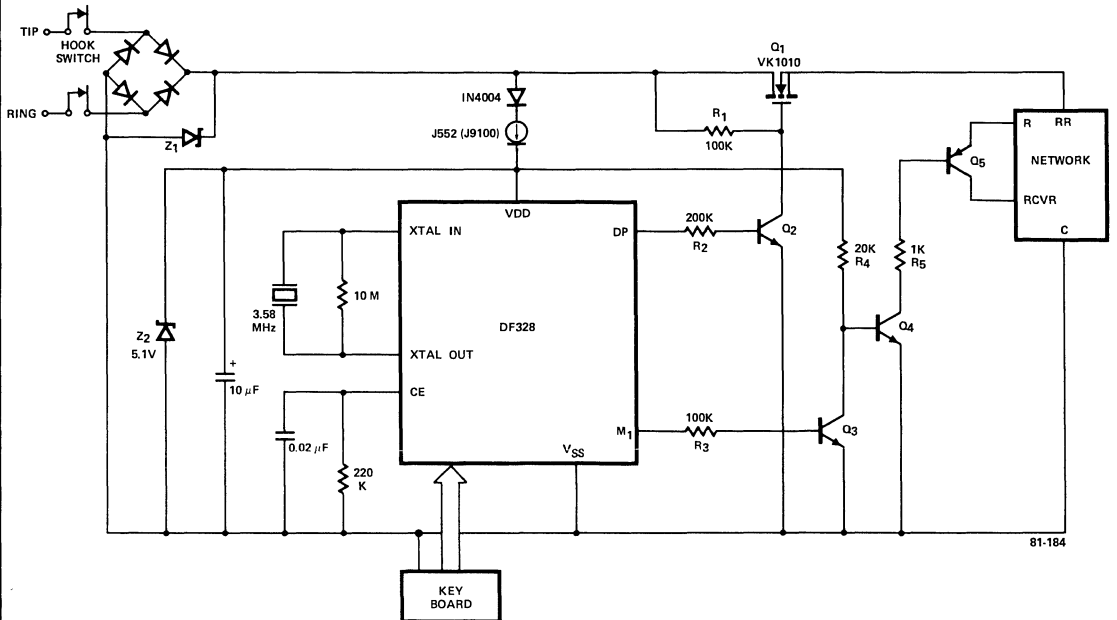 TIP
HOOK
SWITCH
RING
Z1
IN4004
J552 (J9100)
Q1
VK1010
R1
100K
R
RR
NETWORK
RCVR
C
Q5
VDD
XTAL IN
DP
200K
R2
Q2
20K
R4
1K
R5
3.58
MHz
10 M
DF328
Q4
Z2
5.1V
XTAL OUT
+
10 µF
CE
0.02 µF
220
K
M1
100K
R3
Q3
VSS
81-184
KEY
BOARD